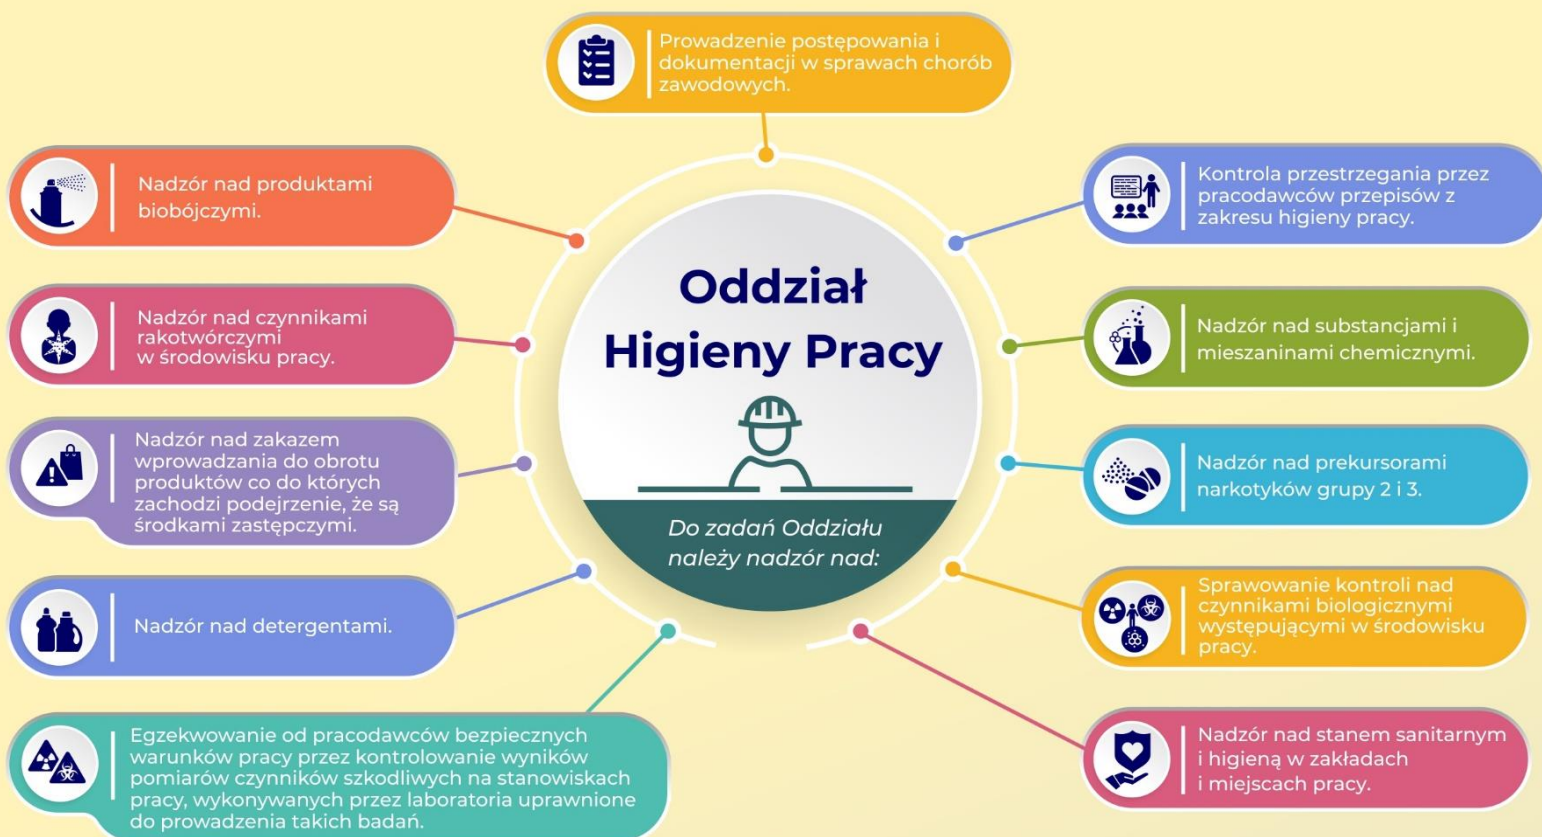 Prowadzenie postępowania i
dokumentacji w sprawach chorób
zawodowych.
Nadzór nad produktami
biobójczymi.
Nadzór nad czynnikami
rakotwórczymi
w środowisku pracy.
Nadzór nad zakazem
wprowadzania do obrotu
produktów co do których
zachodzi podejrzenie, że są
środkami zastępczymi.
Nadzór nad detergentami.
Egzekwowanie od pracodawców bezpiecznych
warunków pracy przez kontrolowanie wyników
pomiarów czynników szkodliwych na stanowiskach
pracy, wykonywanych przez laboratoria uprawnione
do prowadzenia takich badań.
Oddział
Higieny Pracy
Do zadań Oddziału
należy nadzór nad:
Kontrola przestrzegania przez
pracodawców przepisów z
zakresu higieny pracy.
Nadzór nad substancjami i
mieszaninami chemicznymi.
Nadzór nad prekursorami
narkotyków grupy 2 i 3.
Sprawowanie kontroli nad
czynnikami biologicznymi
występującymi w środowisku
pracy.
Nadzór nad stanem sanitarnym
i higieną w zakładach
i miejscach pracy.